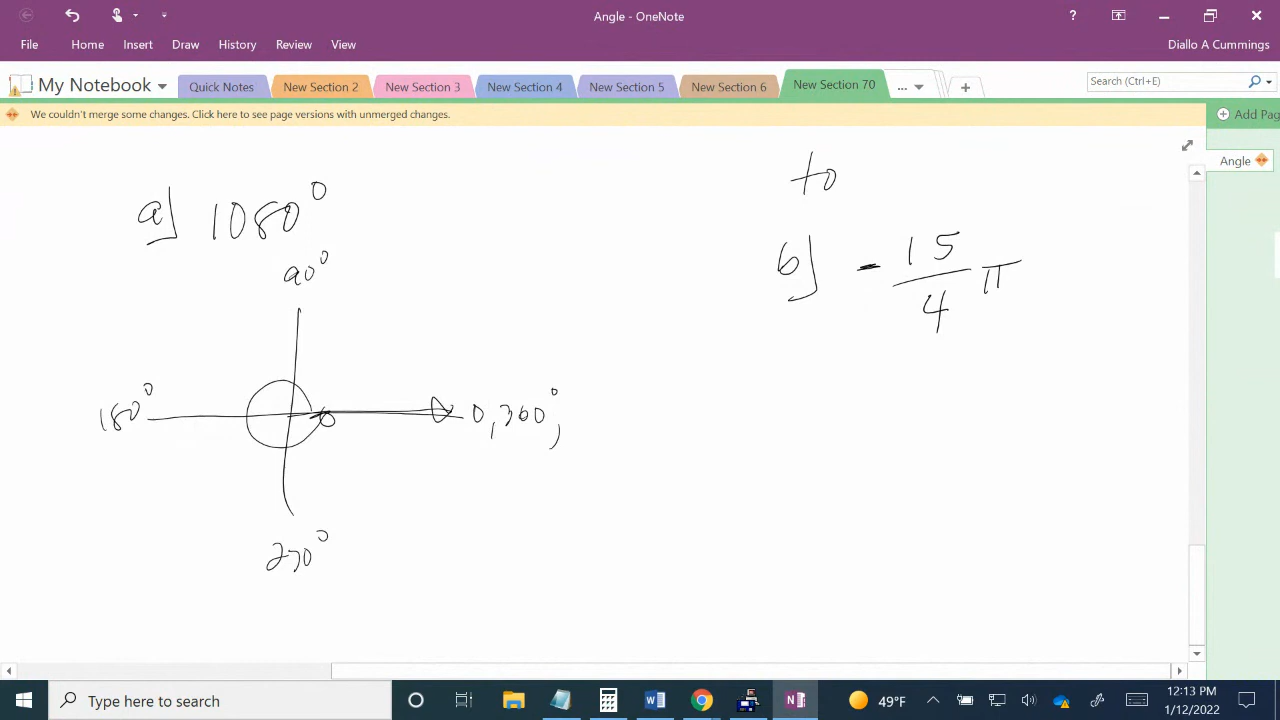 Angle - OneNote
?
File Home Insert Draw History Review View
Diallo A Cummings
My Notebook
Quick Notes
New Section 2
New Section 3
New Section 4
New Section 5
New Section 6
New Section 70
...
+
Search (Ctrl+E)
We couldn't merge some changes. Click here to see page versions with unmerged changes.
Add Pag
Angle
to
a) 1080°
b) - 15/4 π
90°
180°
0, 360°,
270°
Type here to search
49°F
12:13 PM
1/12/2022